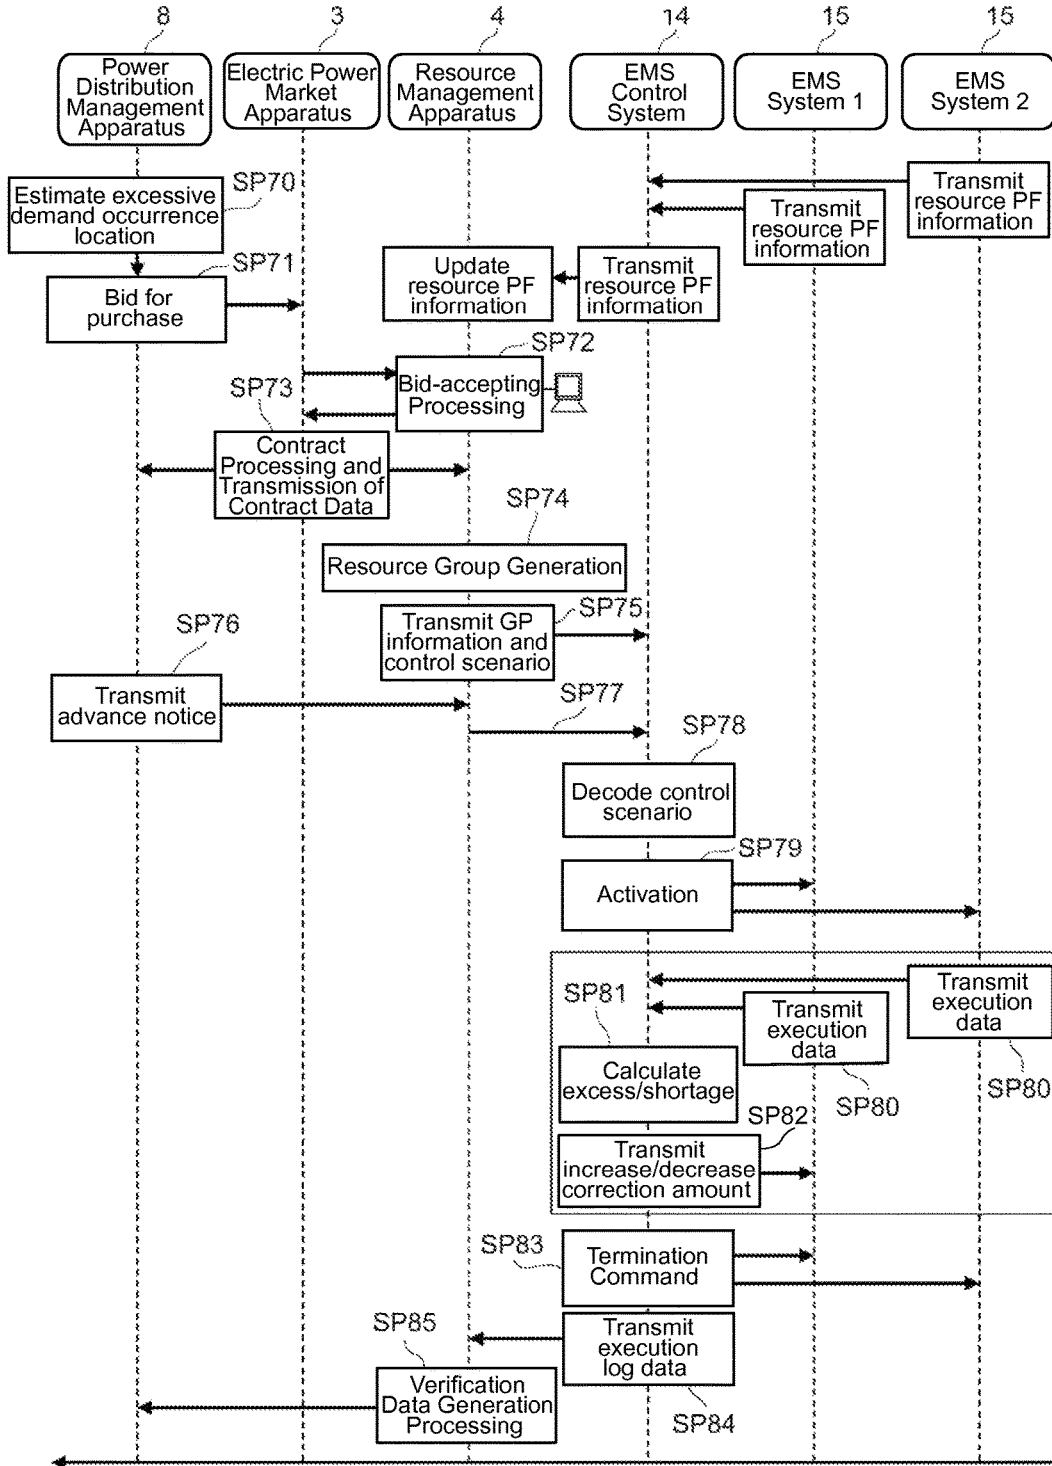 8
3
4
14
15
15
Power
Distribution
Management
Apparatus
Electric Power
Market
Apparatus
Resource
Management
Apparatus
EMS
Control
System
EMS
System 1
EMS
System 2
Estimate excessive
demand occurrence
location
SP70
Transmit
resource PF
information
Transmit
resource PF
information
SP71
Bid for
purchase
Update
resource PF
information
Transmit
resource PF
information
SP72
Bid-accepting
Processing
SP73
Contract
Processing and
Transmission of
Contract Data
SP74
Resource Group Generation
SP75
Transmit GP
information and
control scenario
SP76
Transmit
advance notice
SP77
SP78
Decode control
scenario
SP79
Activation
Transmit
execution
data
SP80
Transmit
execution
data
SP80
SP81
Calculate
excess/shortage
SP82
Transmit
increase/decrease
correction amount
SP83
Termination
Command
Transmit
execution
log data
SP84
SP85
Verification
Data Generation
Processing